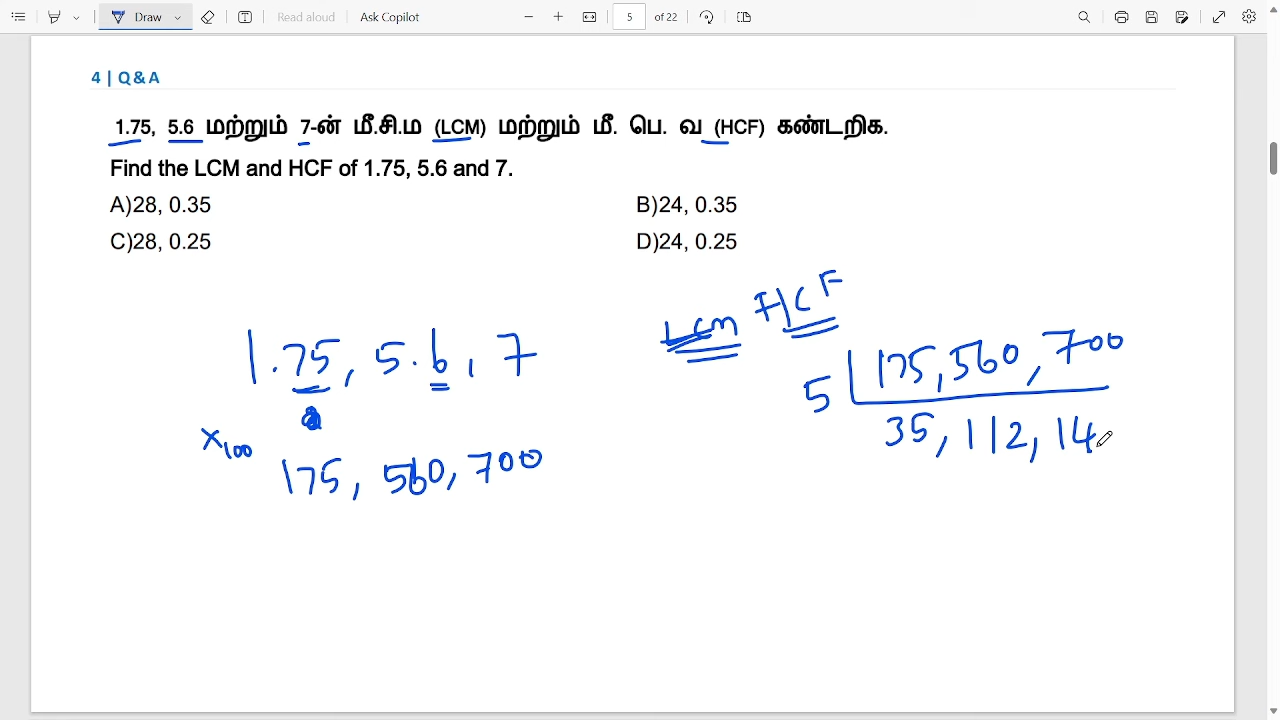 Draw
Read aloud
Ask Copilot
5
of 22
4 | Q&A
1.75, 5.6 மற்றும் 7-ன் மீ.சி.ம (LCM) மற்றும் மீ. பெ. வ (HCF) கண்டறிக.
Find the LCM and HCF of 1.75, 5.6 and 7.
A)28, 0.35
B)24, 0.35
C)28, 0.25
D)24, 0.25
LCM HCF
1.75, 5.6, 7
5 175, 560, 700
35, 112, 14
x100
175, 560, 700